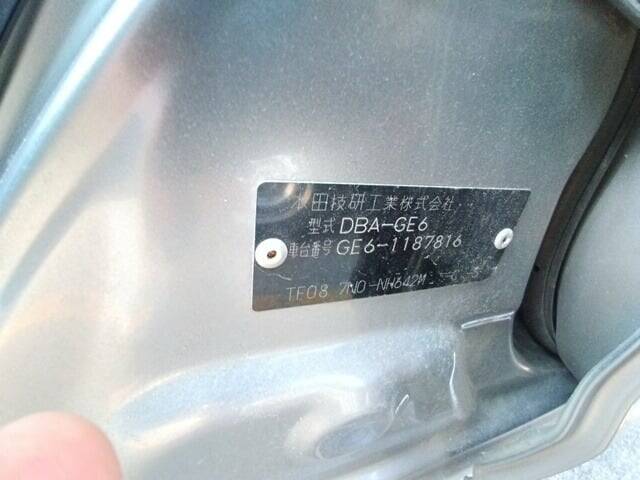 本田技研工業株式会社
型式 DBA-GE6
車台番号 GE6-1187816
TF08 7N0-NH642M -C